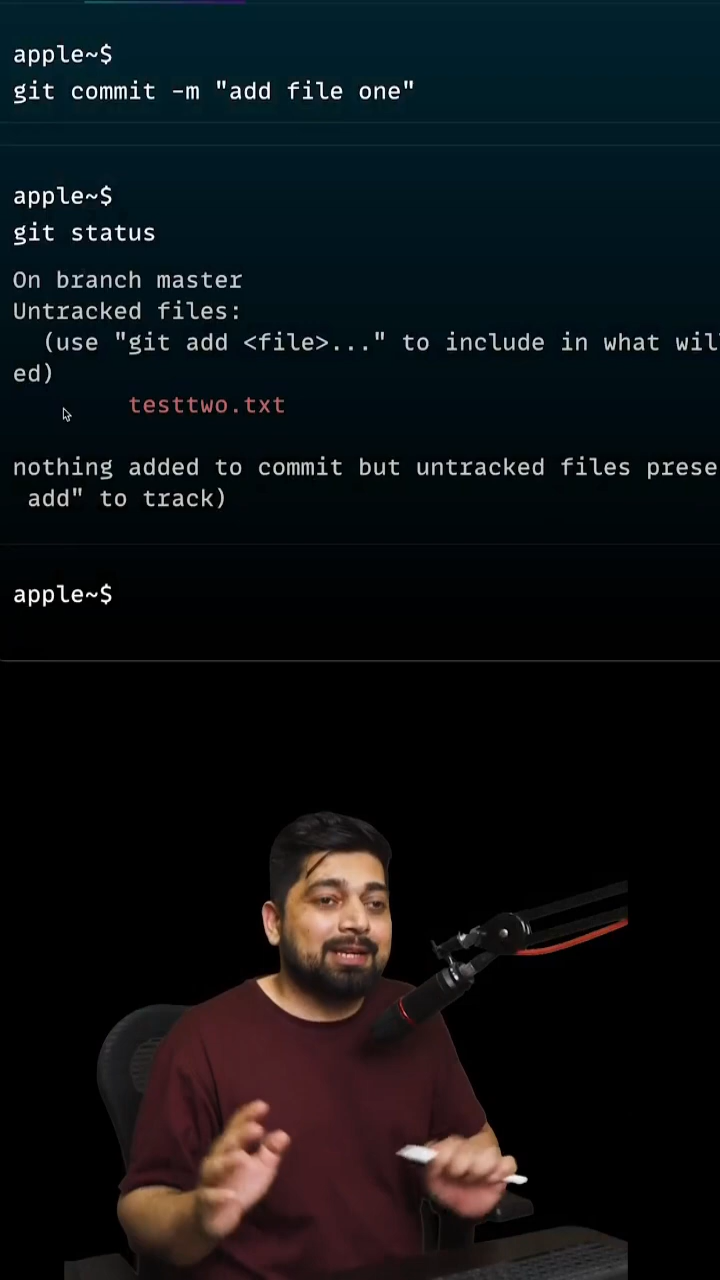 apple~$
git commit -m "add file one"
apple~$
git status
On branch master
Untracked files:
(use "git add <file>..." to include in what wil
ed)
testtwo.txt
nothing added to commit but untracked files prese
add" to track)
apple~$